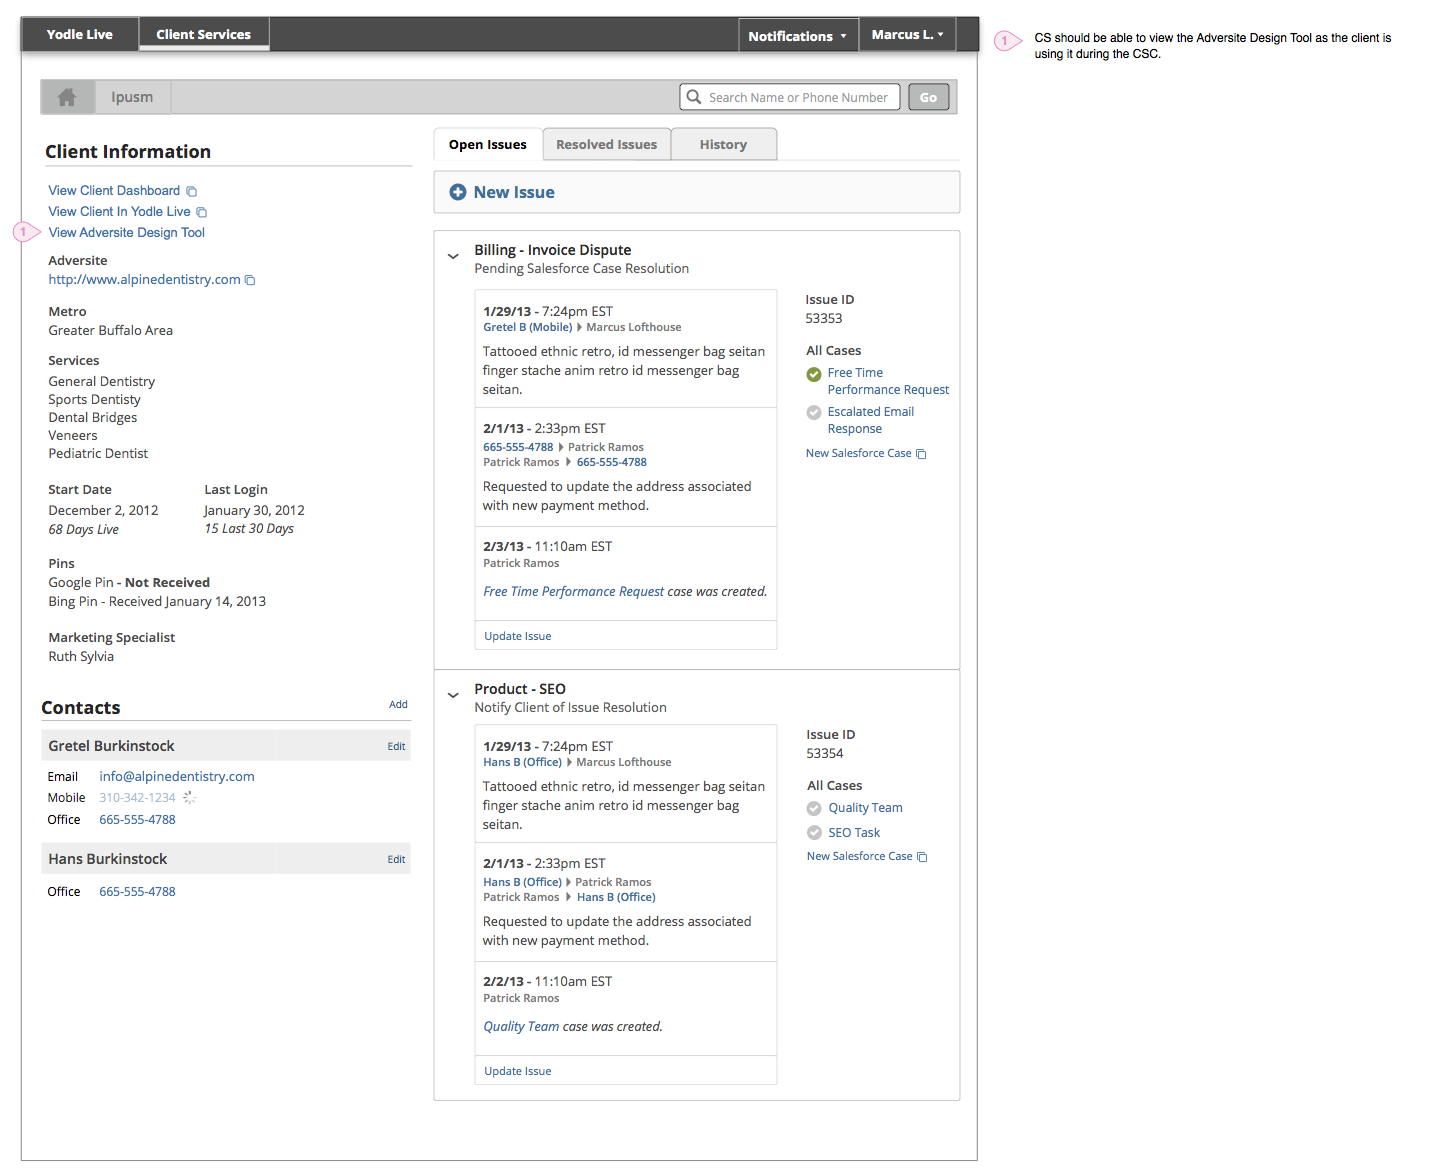 Yodle Live
Client Services
Notifications
Marcus L.
1
CS should be able to view the Adversite Design Tool as the client is
using it during the CSC.
Ipusm
Search Name or Phone Number
Go
Client Information
View Client Dashboard
View Client In Yodle Live
1
View Adversite Design Tool
Adversite
http://www.alpinedentistry.com
Metro
Greater Buffalo Area
Services
General Dentistry
Sports Dentisty
Dental Bridges
Veneers
Pediatric Dentist
Start Date
December 2, 2012
68 Days Live
Last Login
January 30, 2012
15 Last 30 Days
Pins
Google Pin - Not Received
Bing Pin - Received January 14, 2013
Marketing Specialist
Ruth Sylvia
Contacts
Add
Gretel Burkinstock
Edit
Email info@alpinedentistry.com
Mobile 310-342-1234
Office 665-555-4788
Hans Burkinstock
Edit
Office 665-555-4788
Open Issues
Resolved Issues
History
New Issue
Billing - Invoice Dispute
Pending Salesforce Case Resolution
1/29/13 - 7:24pm EST
Gretel B (Mobile) Marcus Lofthouse
Tattooed ethnic retro, id messenger bag seitan
finger stache anim retro id messenger bag
seitan.
2/1/13 - 2:33pm EST
665-555-4788 Patrick Ramos
Patrick Ramos 665-555-4788
Requested to update the address associated
with new payment method.
2/3/13 - 11:10am EST
Patrick Ramos
Free Time Performance Request case was created.
Update Issue
Issue ID
53353
All Cases
Free Time
Performance Request
Escalated Email
Response
New Salesforce Case
Product - SEO
Notify Client of Issue Resolution
1/29/13 - 7:24pm EST
Hans B (Office) Marcus Lofthouse
Tattooed ethnic retro, id messenger bag seitan
finger stache anim retro id messenger bag
seitan.
2/1/13 - 2:33pm EST
Hans B (Office) Patrick Ramos
Patrick Ramos Hans B (Office)
Requested to update the address associated
with new payment method.
2/2/13 - 11:10am EST
Patrick Ramos
Quality Team case was created.
Update Issue
Issue ID
53354
All Cases
Quality Team
SEO Task
New Salesforce Case